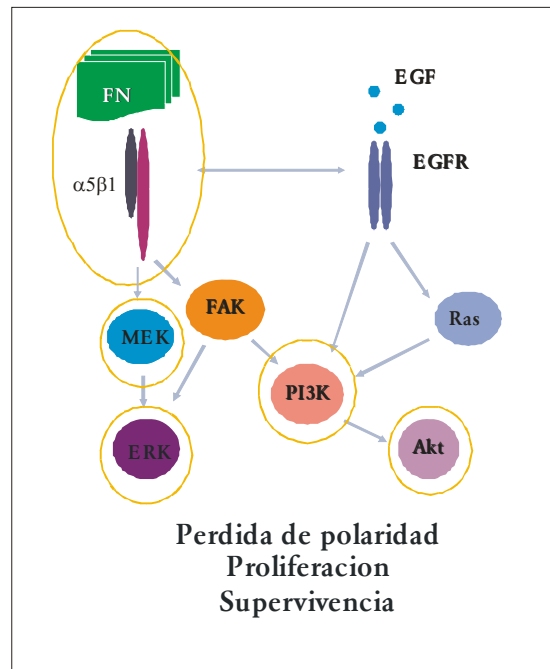 FN
EGF
α5β1
EGFR
FAK
MEK
Ras
PI3K
ERK
Akt
Perdida de polaridad
Proliferacion
Supervivencia